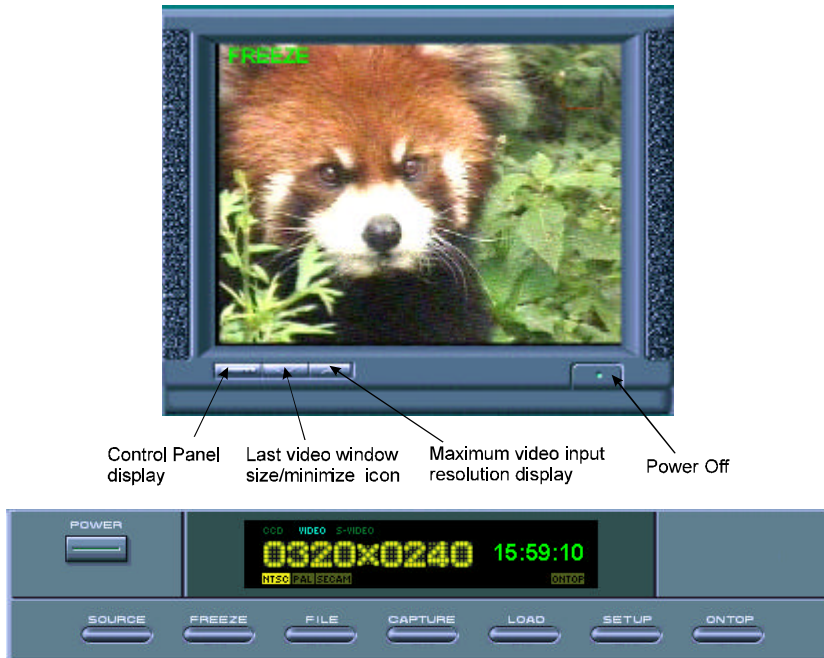 FREEZE
Control Panel
display
Last video window
size/minimize icon
Maximum video input
resolution display
Power Off
POWER
CCD VIDEO S-VIDEO
0320x0240 15:59:10
NTSC PAL SECAM ONTOP
SOURCE FREEZE FILE CAPTURE LOAD SETUP ONTOP